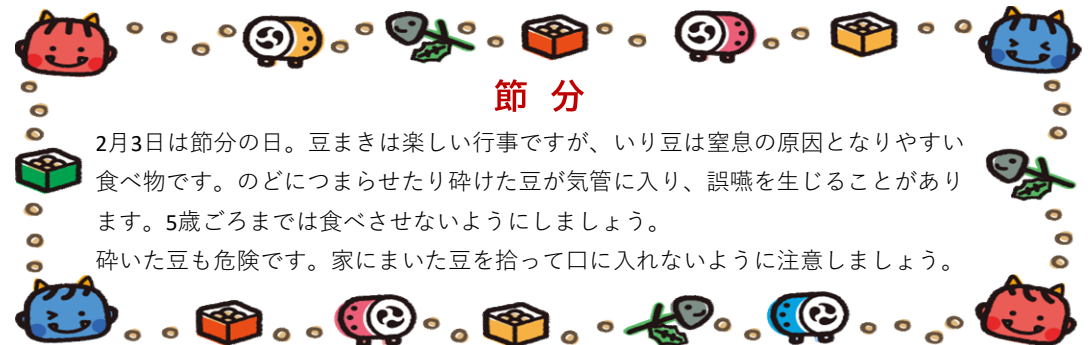 節 分
2月3日は節分の日。豆まきは楽しい行事ですが、いり豆は窒息の原因となりやすい
食べ物です。のどにつまらせたり砕けた豆が気管に入り、誤嚥を生じることがあり
ます。5歳ごろまでは食べさせないようにしましょう。
砕いた豆も危険です。家にまいた豆を拾って口に入れないように注意しましょう。